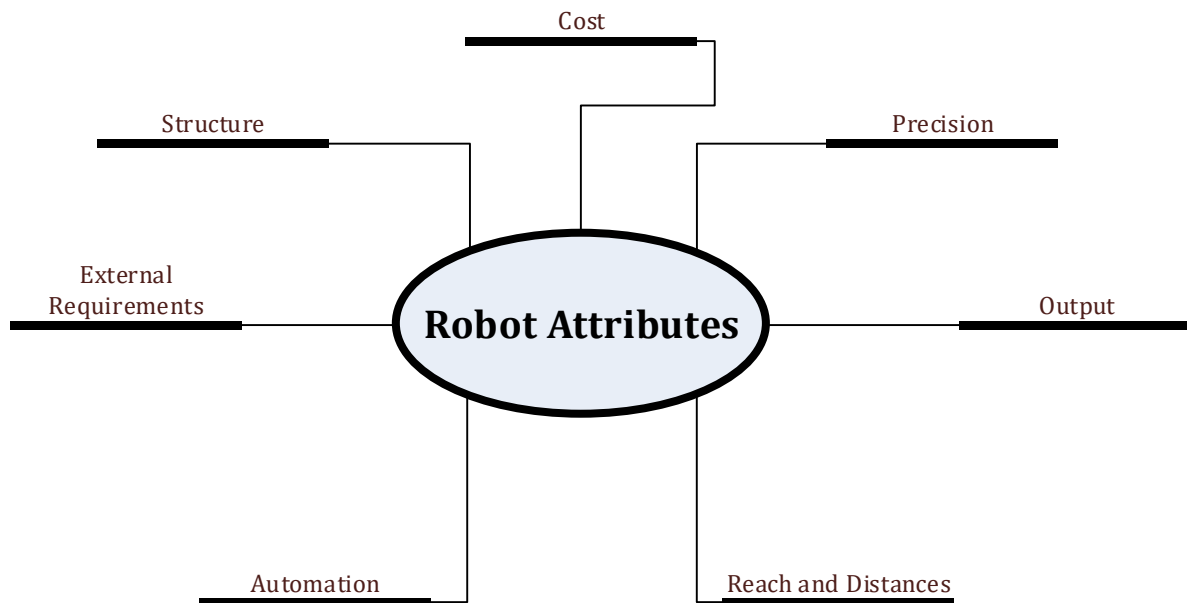 Cost
Structure
Precision
External
Requirements
Robot Attributes
Output
Automation
Reach and Distances